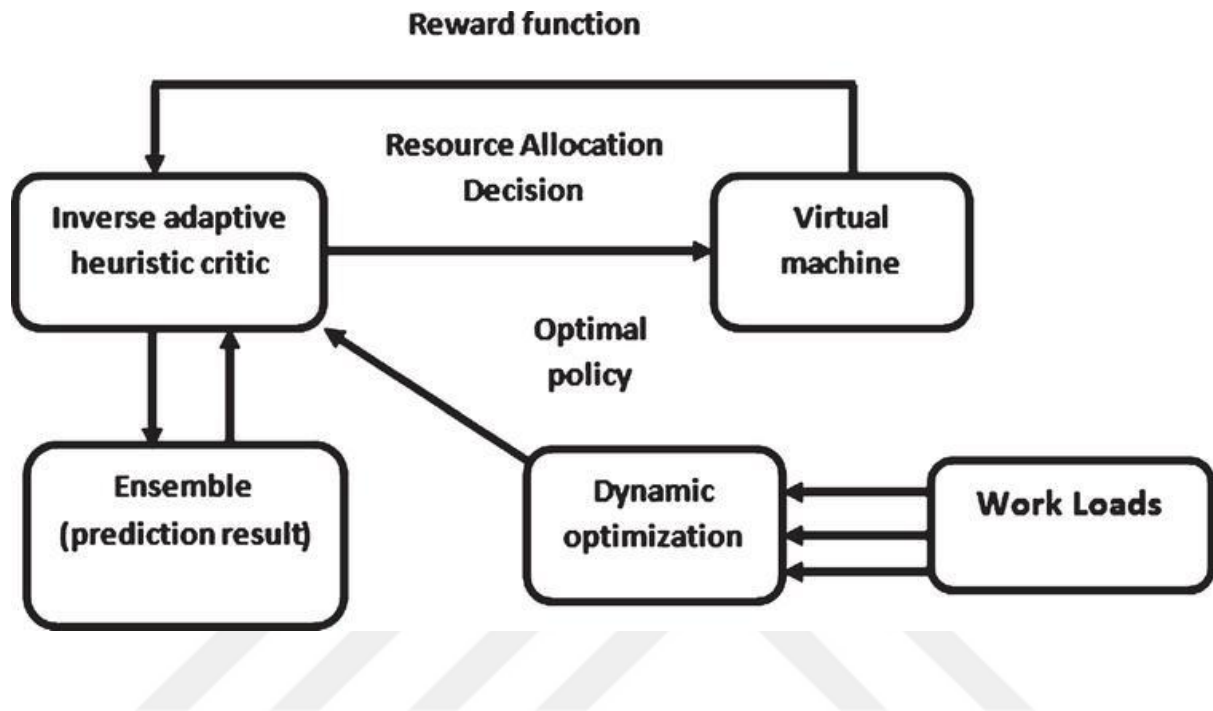 Reward function
Resource Allocation
Decision
Inverse adaptive
heuristic critic
Virtual
machine
Optimal
policy
Ensemble
(prediction result)
Dynamic
optimization
Work Loads